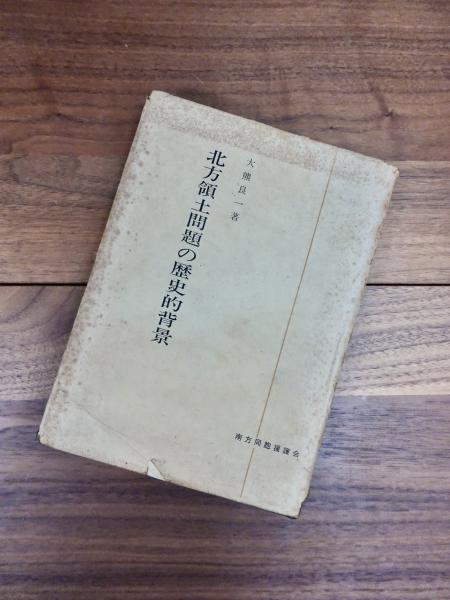 大熊良一著
北方領土問題の歴史的背景
南方同胞援護会